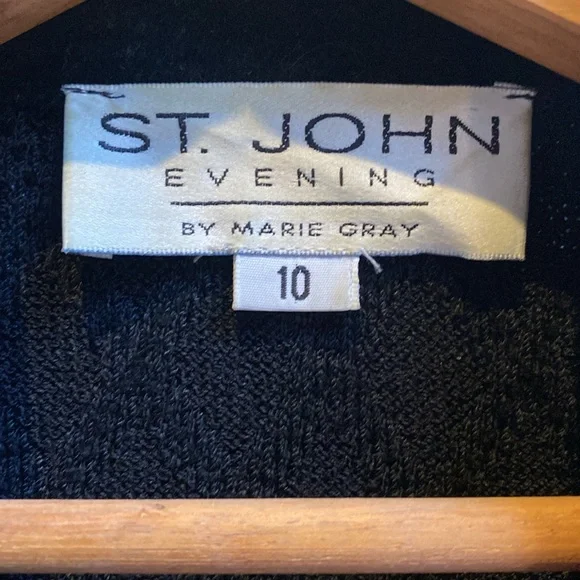 ST. JOHN
EVENING
BY MARIE GRAY
10